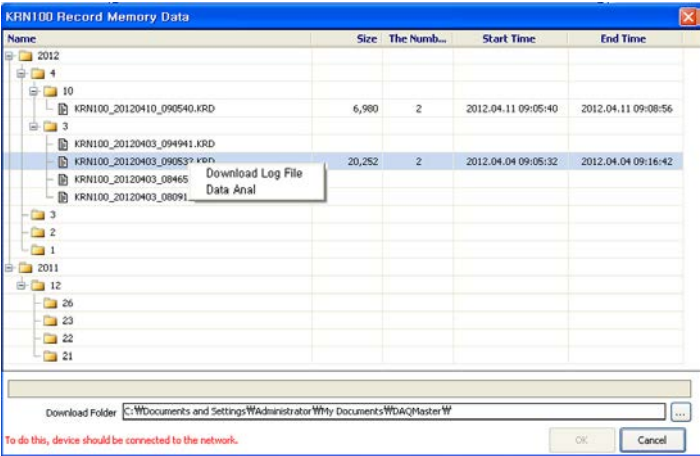 KRN100 Record Memory Data
Name Size The Numb... Start Time End Time
2012
4
10
KRN100_20120410_090540.KRD 6,980 2 2012.04.11 09:05:40 2012.04.11 09:08:56
3
KRN100_20120403_094941.KRD
KRN100_20120403_090532.KRD 20,252 2 2012.04.04 09:05:32 2012.04.04 09:16:42
Download Log File
KRN100_20120403_08465
Data Anal
KRN100_20120403_08091
3
2
1
2011
12
26
23
22
21
Download Folder C:₩Documents and Settings₩Administrator₩My Documents₩DAQMaster₩ ...
To do this, device should be connected to the network. OK Cancel